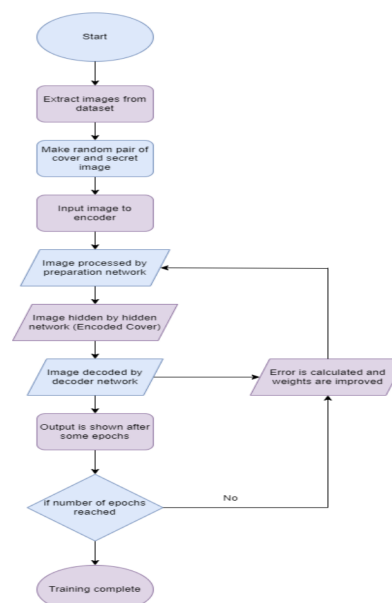 Start
Extract images from
dataset
Make random pair of
cover and secret
image
Input image to
encoder
Image processed by
preparation network
Image hidden by hidden
network (Encoded Cover)
Image decoded by
decoder network
Error is calculated and
weights are improved
Output is shown after
some epochs
if number of epochs
reached
No
Training complete